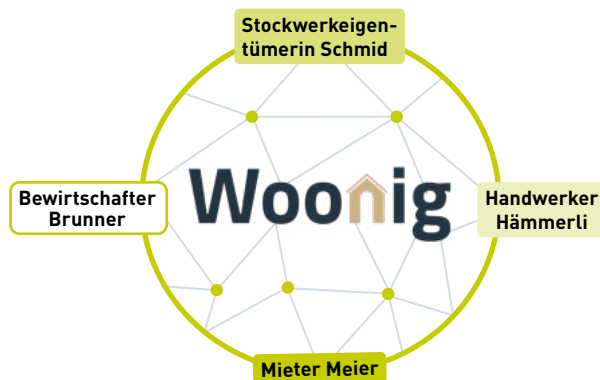 Stockwerkeigen-
tümerin Schmid
Bewirtschafter
Brunner
Woonig
Handwerker
Hämmerli
Mieter Meier